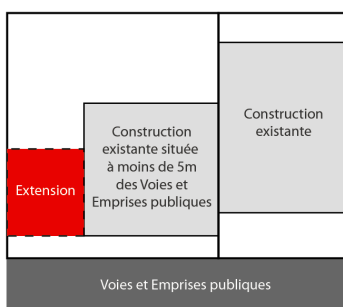 Extension
Construction
existante située
à moins de 5m
des Voies et
Emprises publiques
Construction
existante
Voies et Emprises publiques